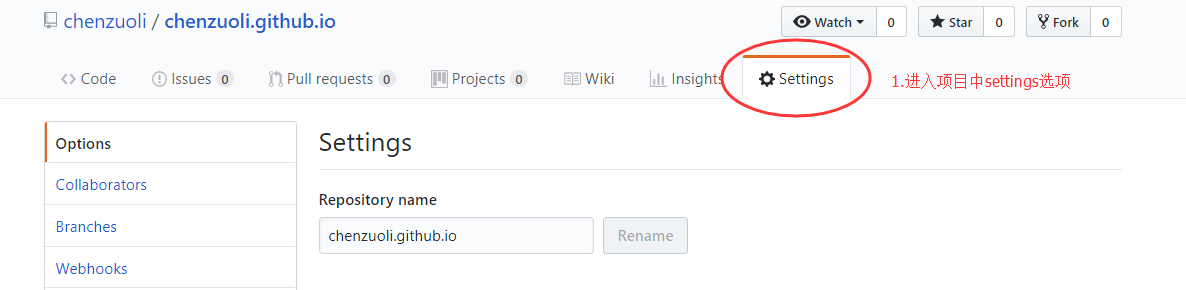 chenzuoli / chenzuoli.github.io
Watch 0 Star 0 Fork 0
Code Issues 0 Pull requests 0 Projects 0 Wiki Insights Settings 1.进入项目中settings选项
Options
Collaborators
Branches
Webhooks
Settings
Repository name
chenzuoli.github.io Rename